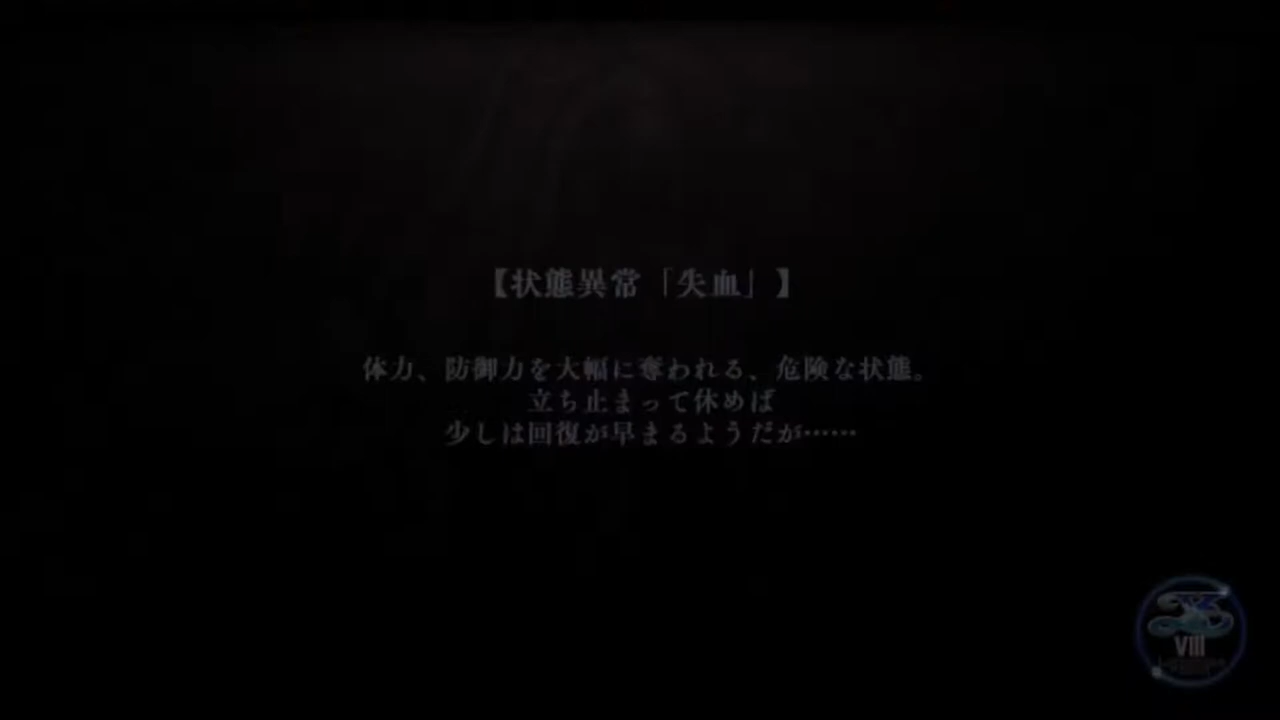 【状態異常「失血」】
体力、防御力を大幅に奪われる、危険な状態。
立ち止まって休めば
少しは回復が早まるようだが……
Ys
VIII